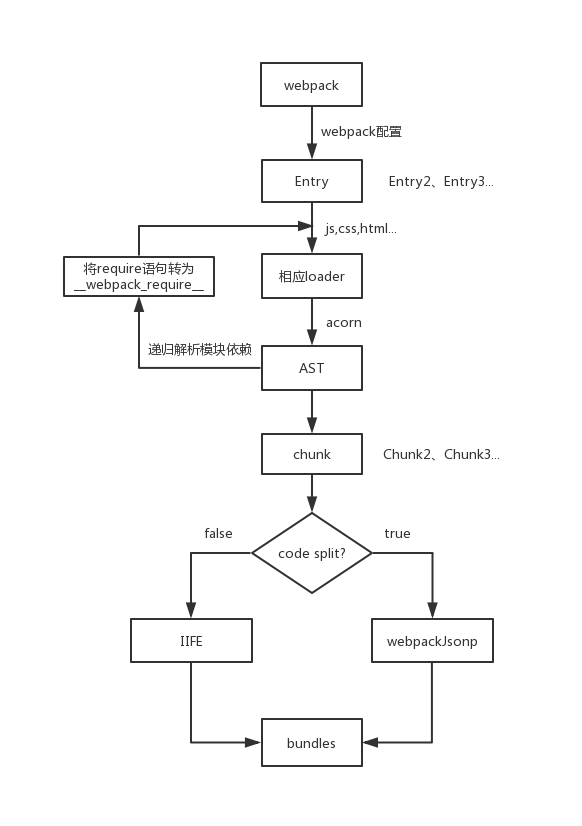 webpack
webpack配置
Entry
Entry2、Entry3...
js,css,html...
将require语句转为
__webpack_require__
相应loader
acorn
递归解析模块依赖
AST
chunk
Chunk2、Chunk3...
false
true
code split?
IIFE
webpackJsonp
bundles